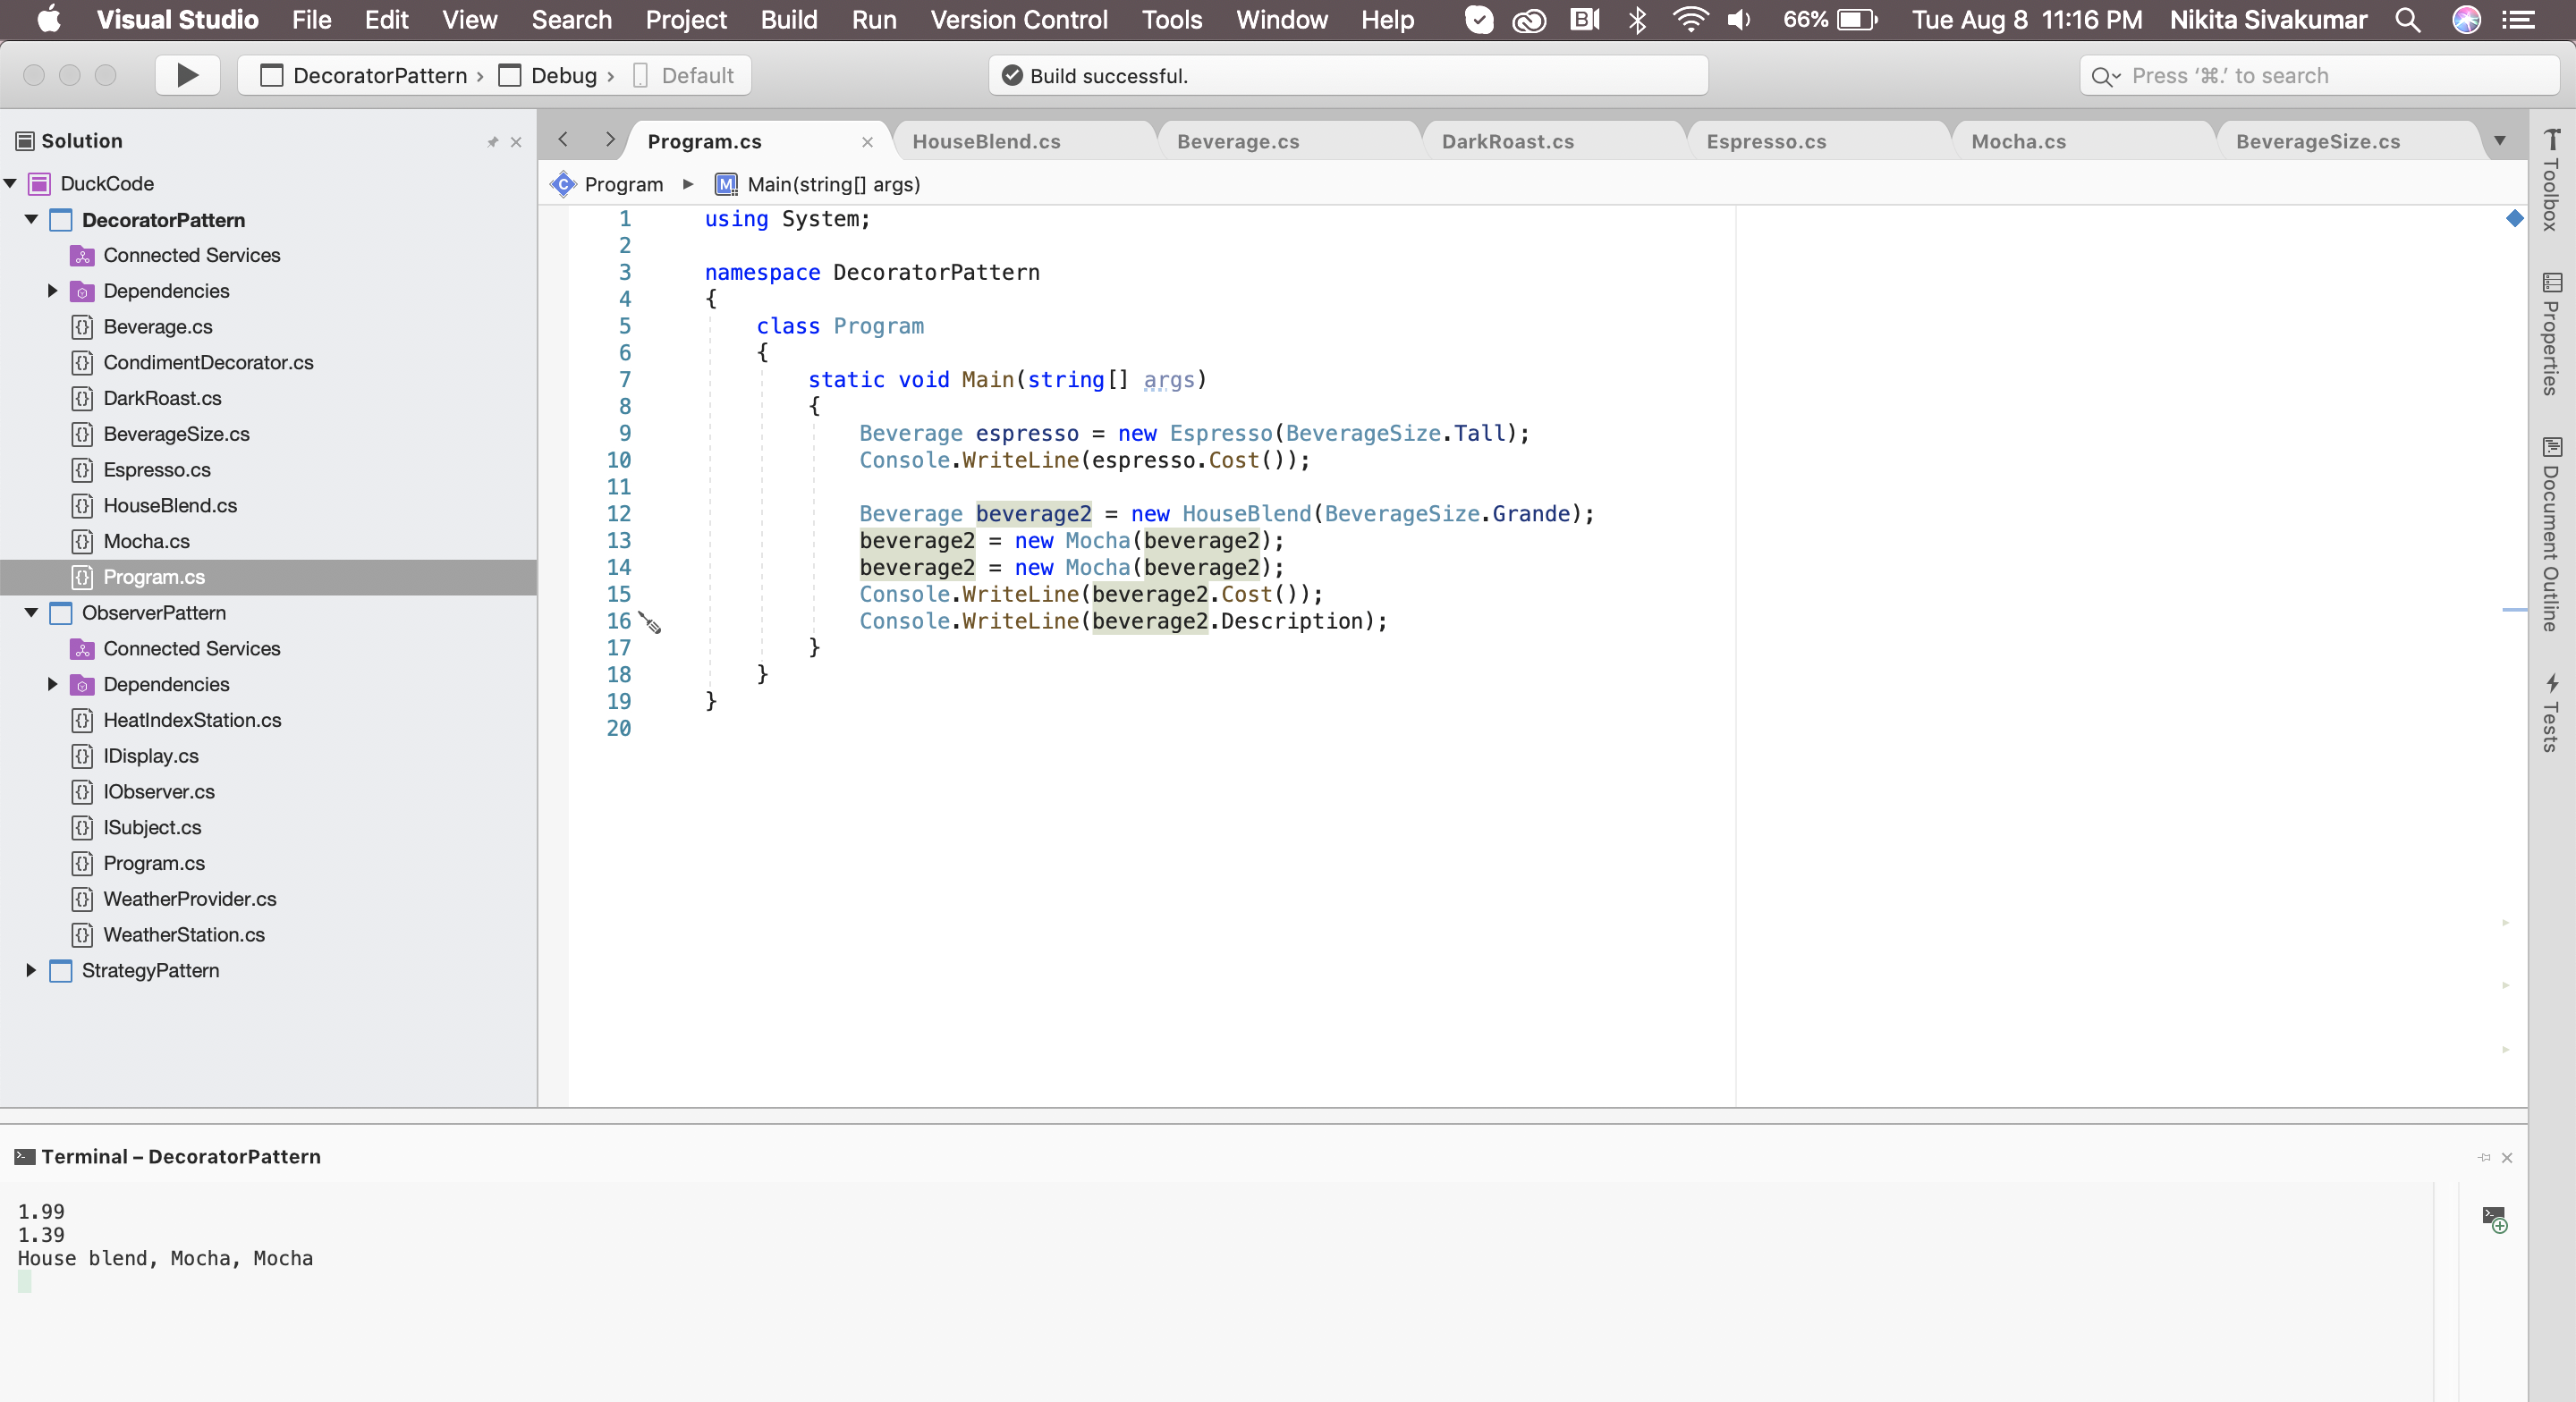 Visual Studio File Edit View Search Project Build Run Version Control Tools Window Help 66% Tue Aug 8 11:16 PM Nikita Sivakumar
DecoratorPattern › Debug › Default
Build successful.
Press ‘⌘.’ to search
Solution
DuckCode
DecoratorPattern
Connected Services
Dependencies
Beverage.cs
CondimentDecorator.cs
DarkRoast.cs
BeverageSize.cs
Espresso.cs
HouseBlend.cs
Mocha.cs
Program.cs
ObserverPattern
Connected Services
Dependencies
HeatIndexStation.cs
IDisplay.cs
IObserver.cs
ISubject.cs
Program.cs
WeatherProvider.cs
WeatherStation.cs
StrategyPattern
Program.cs HouseBlend.cs Beverage.cs DarkRoast.cs Espresso.cs Mocha.cs BeverageSize.cs
Program Main(string[] args)
1 using System;
2
3 namespace DecoratorPattern
4 {
5 class Program
6 {
7 static void Main(string[] args)
8 {
9 Beverage espresso = new Espresso(BeverageSize.Tall);
10 Console.WriteLine(espresso.Cost());
11
12 Beverage beverage2 = new HouseBlend(BeverageSize.Grande);
13 beverage2 = new Mocha(beverage2);
14 beverage2 = new Mocha(beverage2);
15 Console.WriteLine(beverage2.Cost());
16 Console.WriteLine(beverage2.Description);
17 }
18 }
19 }
20
Toolbox
Properties
Document Outline
Tests
Terminal – DecoratorPattern
1.99
1.39
House blend, Mocha, Mocha